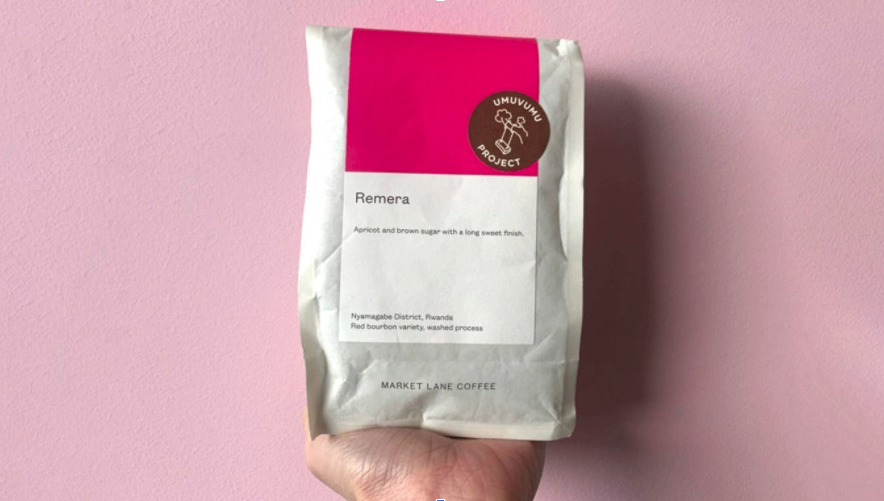 UMUVUMU
PROJECT
Remera
Apricot and brown sugar with a long sweet finish.
Nyamagabe District, Rwanda
Red bourbon variety, washed process
MARKET LANE COFFEE